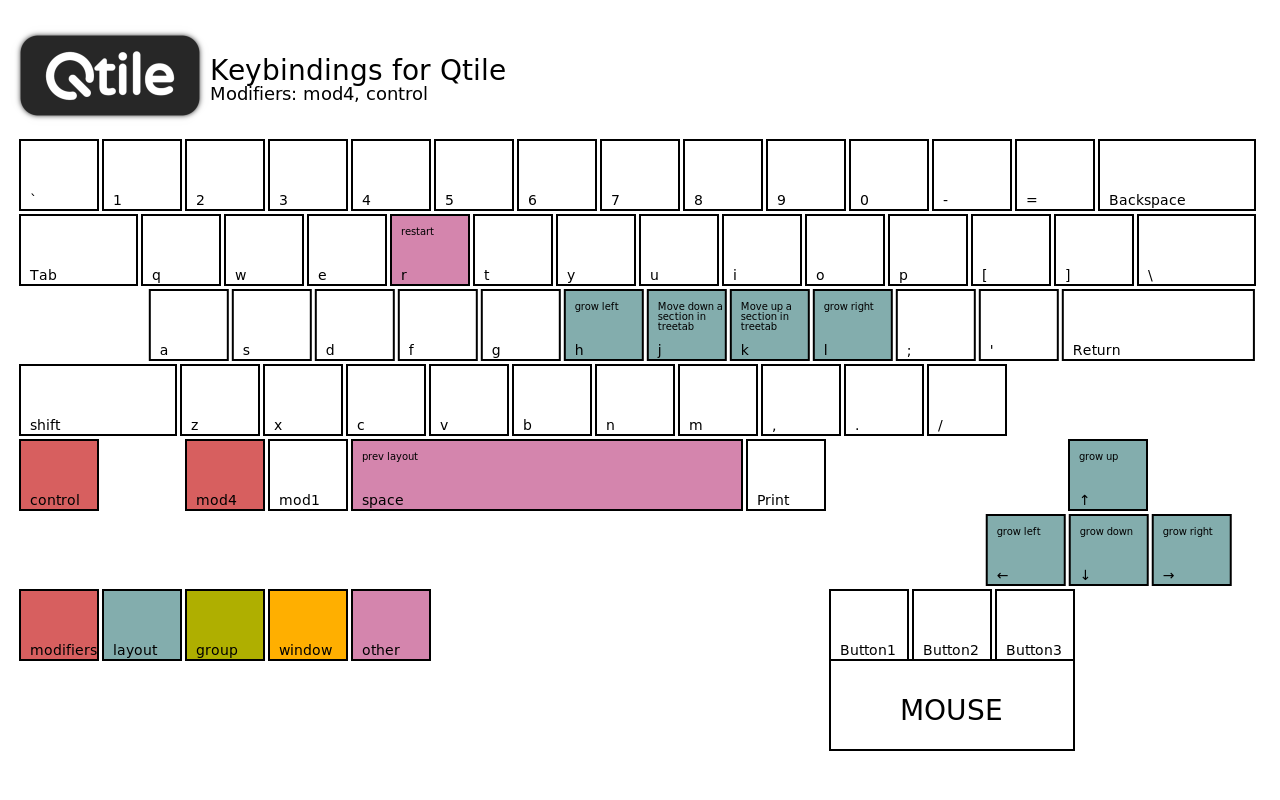 Qtile
Keybindings for Qtile
Modifiers: mod4, control
` 1 2 3 4 5 6 7 8 9 0 - = Backspace
restart
Tab q w e r t y u i o p [ ] \
grow left Move down a section in treetab Move up a section in treetab grow right
a s d f g h j k l ; ' Return
shift z x c v b n m , . /
prev layout grow up
control mod4 mod1 space Print ↑
grow left grow down grow right
← ↓ →
modifiers layout group window other Button1 Button2 Button3
MOUSE